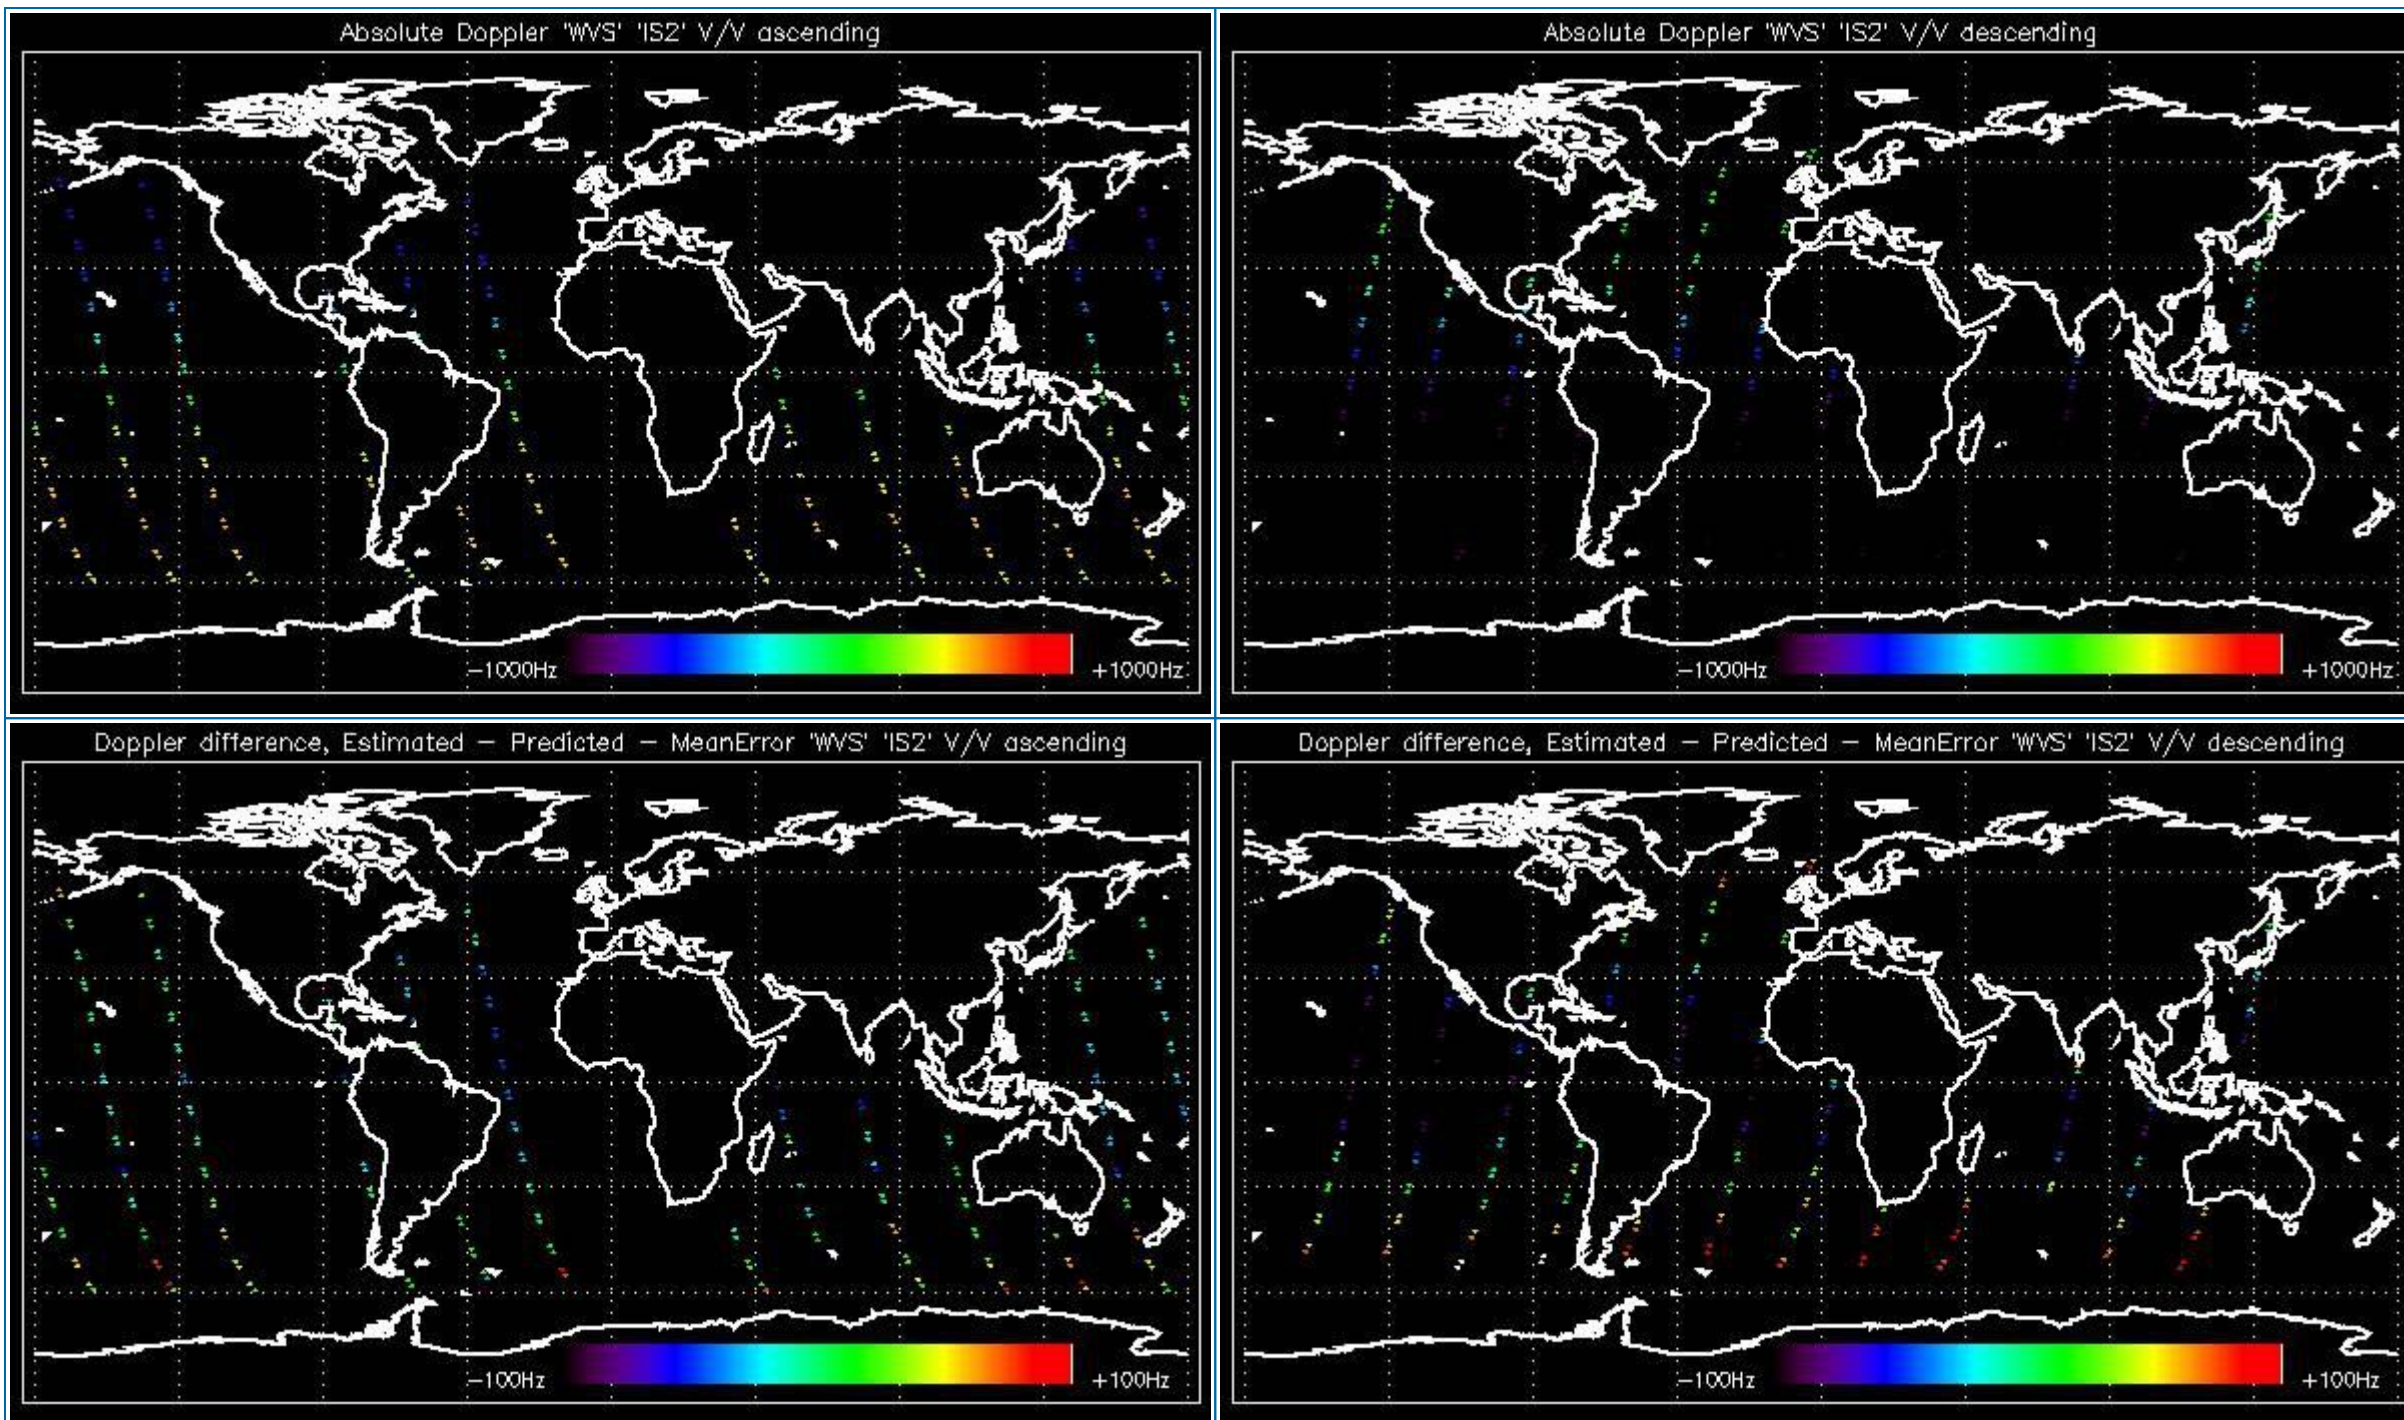 Absolute Doppler 'WVS' 'IS2' V/V ascending
-1000Hz
+1000Hz
Absolute Doppler 'WVS' 'IS2' V/V descending
-1000Hz
+1000Hz
Doppler difference, Estimated - Predicted - MeanError 'WVS' 'IS2' V/V ascending
-100Hz
+100Hz
Doppler difference, Estimated - Predicted - MeanError 'WVS' 'IS2' V/V descending
-100Hz
+100Hz